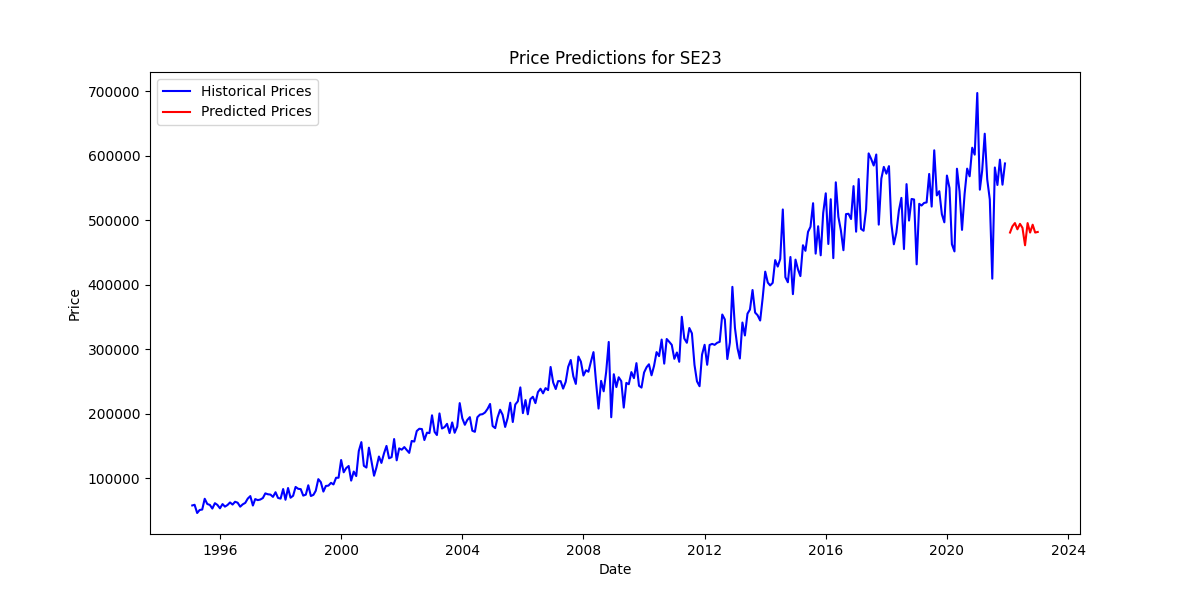 Price Predictions for SE23
Historical Prices
Predicted Prices
700000
600000
500000
400000
300000
200000
100000
Price
1996 2000 2004 2008 2012 2016 2020 2024
Date